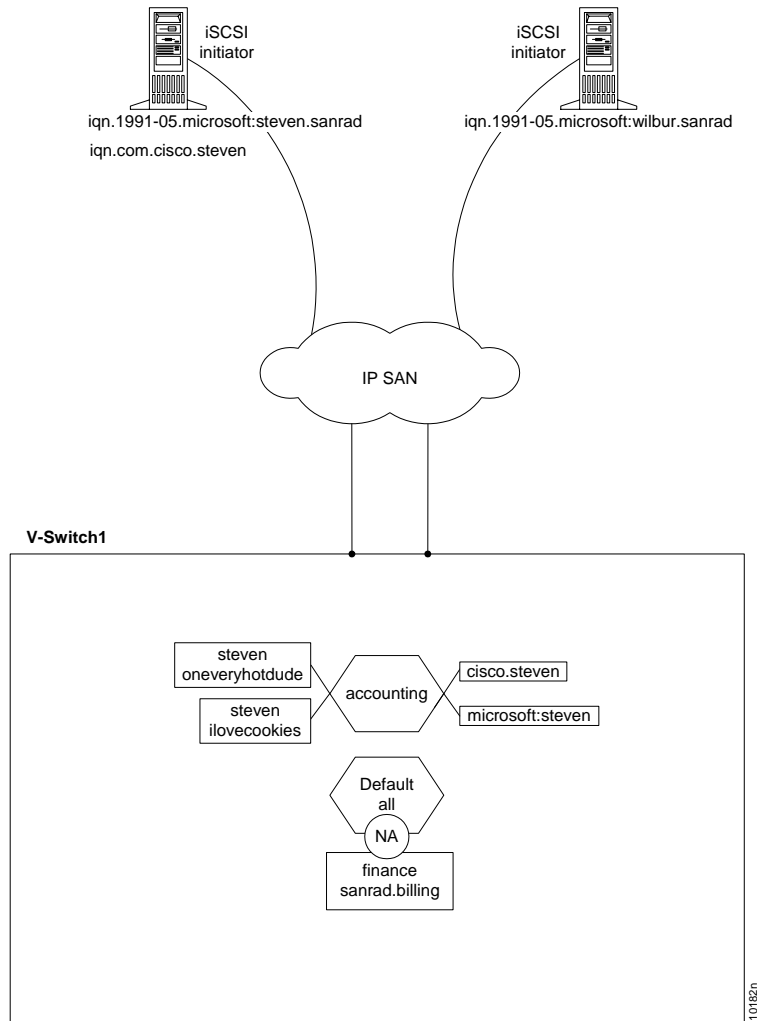 iSCSI
initiator
iSCSI
initiator
iqn.1991-05.microsoft:steven.sanrad
iqn.com.cisco.steven
iqn.1991-05.microsoft:wilbur.sanrad
IP SAN
V-Switch1
steven
oneveryhotdude
steven
ilovecookies
accounting
cisco.steven
microsoft:steven
Default
all
NA
finance
sanrad.billing
10182n